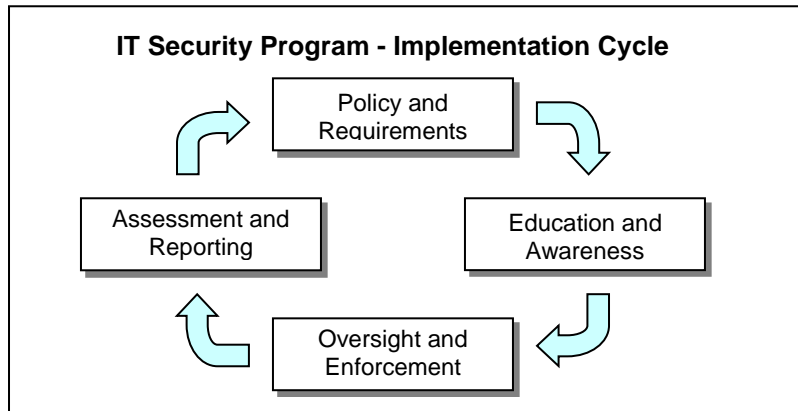 IT Security Program - Implementation Cycle
Policy and
Requirements
Education and
Awareness
Oversight and
Enforcement
Assessment and
Reporting